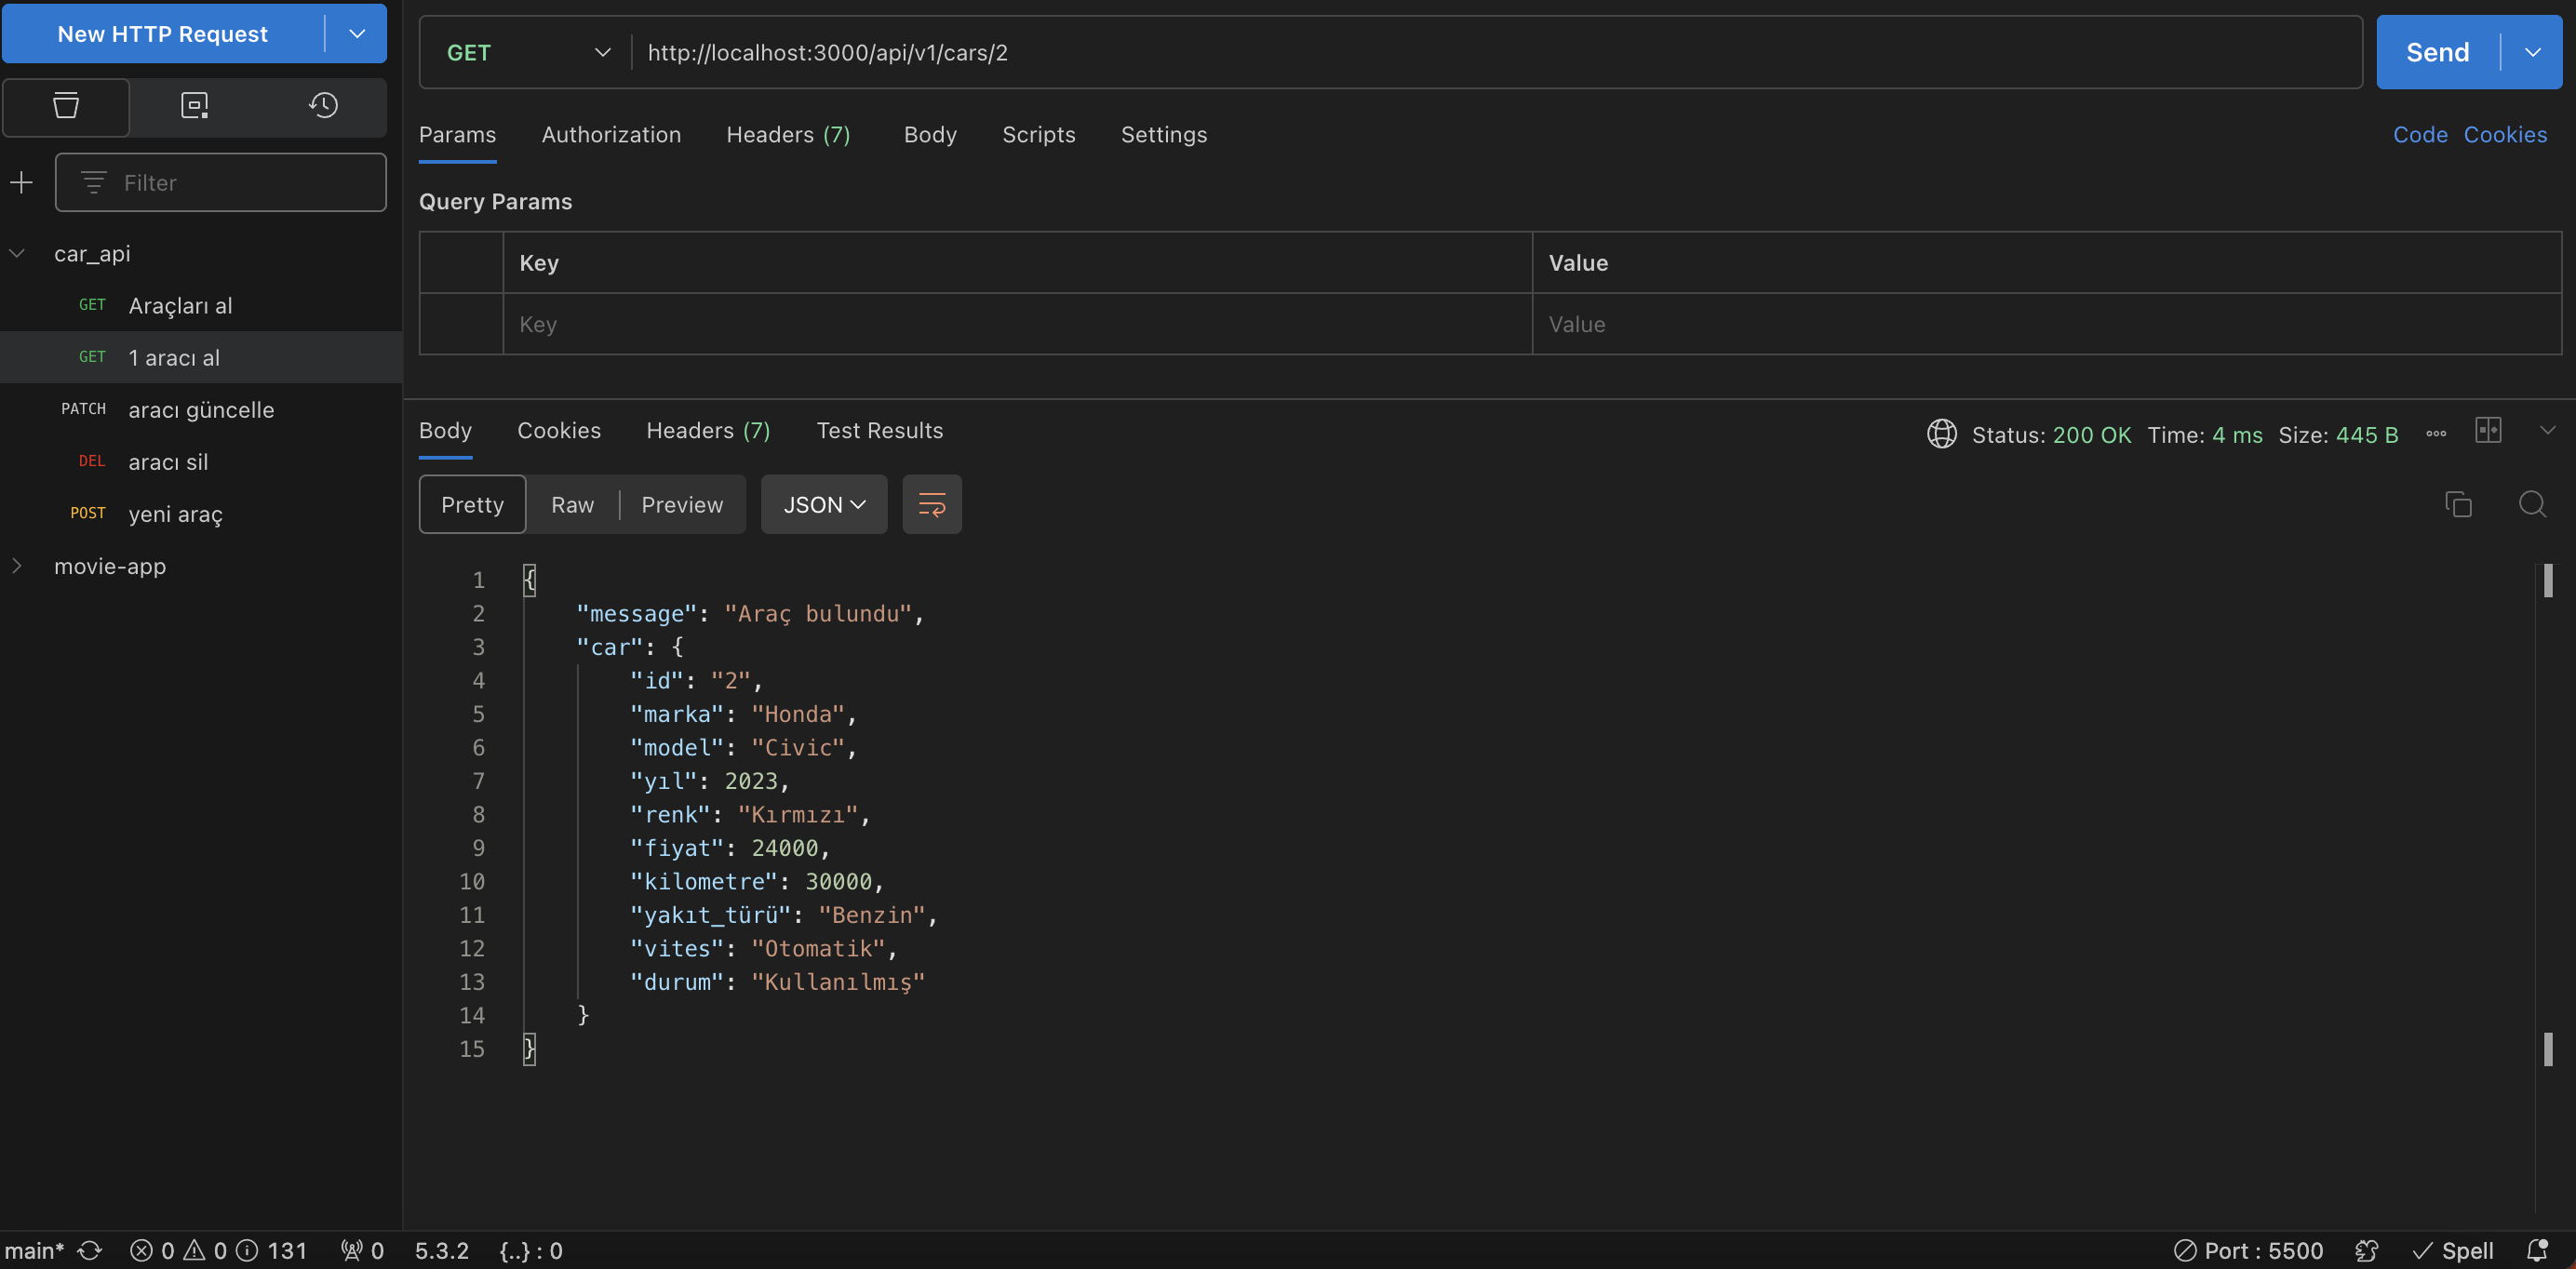 New HTTP Request
Filter
car_api
GET Araçları al
GET 1 aracı al
PATCH aracı güncelle
DEL aracı sil
POST yeni araç
movie-app
GET http://localhost:3000/api/v1/cars/2 Send
Params Authorization Headers (7) Body Scripts Settings Code Cookies
Query Params
Key Value
Key Value
Body Cookies Headers (7) Test Results Status: 200 OK Time: 4 ms Size: 445 B
Pretty Raw Preview JSON
1 {
2 "message": "Araç bulundu",
3 "car": {
4 "id": "2",
5 "marka": "Honda",
6 "model": "Civic",
7 "yıl": 2023,
8 "renk": "Kırmızı",
9 "fiyat": 24000,
10 "kilometre": 30000,
11 "yakıt_türü": "Benzin",
12 "vites": "Otomatik",
13 "durum": "Kullanılmış"
14 }
15 }
main* 0 0 131 0 5.3.2 {..} : 0 Port : 5500 Spell